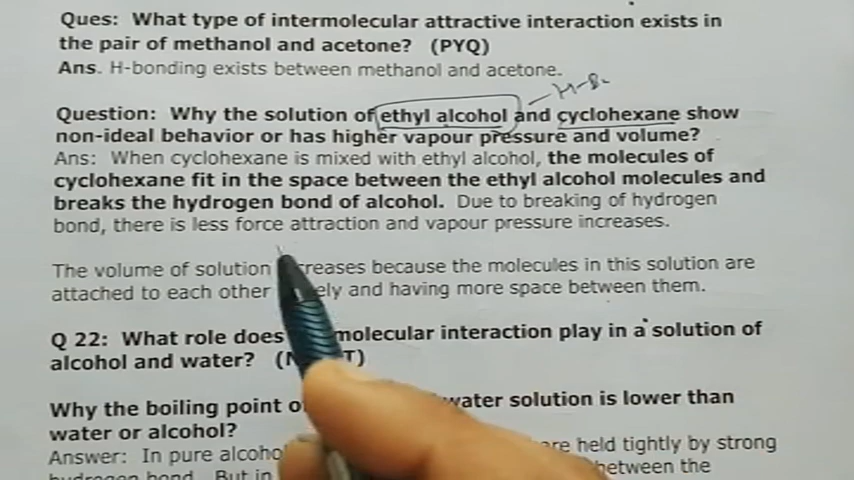 Ques: What type of intermolecular attractive interaction exists in
the pair of methanol and acetone? (PYQ)
Ans. H-bonding exists between methanol and acetone.
H-B.
Question: Why the solution of ethyl alcohol and cyclohexane show
non-ideal behavior or has higher vapour pressure and volume?
Ans: When cyclohexane is mixed with ethyl alcohol, the molecules of
cyclohexane fit in the space between the ethyl alcohol molecules and
breaks the hydrogen bond of alcohol. Due to breaking of hydrogen
bond, there is less force attraction and vapour pressure increases.
The volume of solution creases because the molecules in this solution are
attached to each other ely and having more space between them.
Q 22: What role does molecular interaction play in a solution of
alcohol and water? (N T)
Why the boiling point o water solution is lower than
water or alcohol?
Answer: In pure alcoho re held tightly by strong
hydrogen bond. But in between the